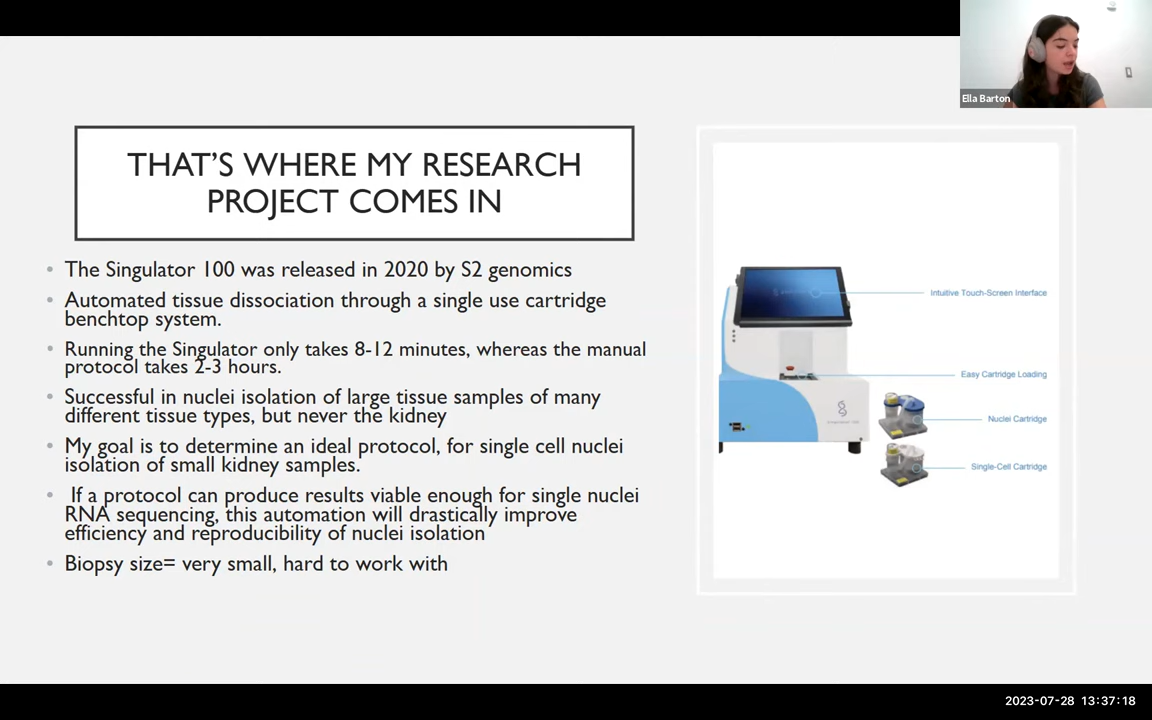 Ella Barton
THAT'S WHERE MY RESEARCH
PROJECT COMES IN
• The Singulator 100 was released in 2020 by S2 genomics
• Automated tissue dissociation through a single use cartridge
benchtop system.
• Running the Singulator only takes 8-12 minutes, whereas the manual
protocol takes 2-3 hours.
• Successful in nuclei isolation of large tissue samples of many
different tissue types, but never the kidney
• My goal is to determine an ideal protocol, for single cell nuclei
isolation of small kidney samples.
• If a protocol can produce results viable enough for single nuclei
RNA sequencing, this automation will drastically improve
efficiency and reproducibility of nuclei isolation
• Biopsy size= very small, hard to work with
Intuitive Touch-Screen Interface
Easy Cartridge Loading
Nuclei Cartridge
Single-Cell Cartridge
2023-07-28 13:37:18